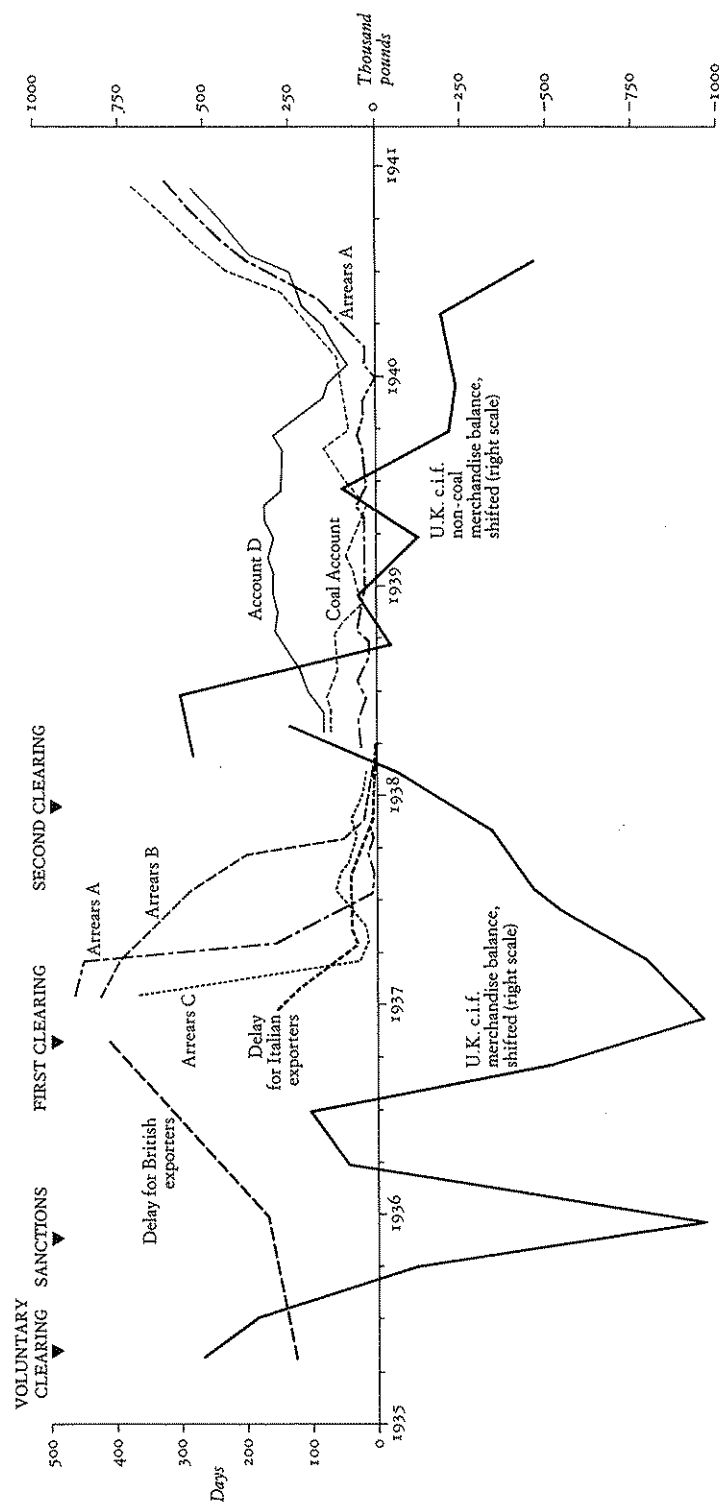 VOLUNTARY
CLEARING
SANCTIONS
FIRST CLEARING
SECOND CLEARING
500
400
300
200
100
0
Days
1000
750
500
250
0
Thousand
pounds
-250
-500
-750
-1000
1935
1936
1937
1938
1939
1940
1941
Delay for British
exporters
Arrears A
Arrears B
Arrears C
Delay
for Italian
exporters
U.K. c.i.f.
merchandise balance,
shifted (right scale)
Account D
Coal Account
U.K. c.i.f.
non-coal
merchandise balance,
shifted (right scale)
Arrears A